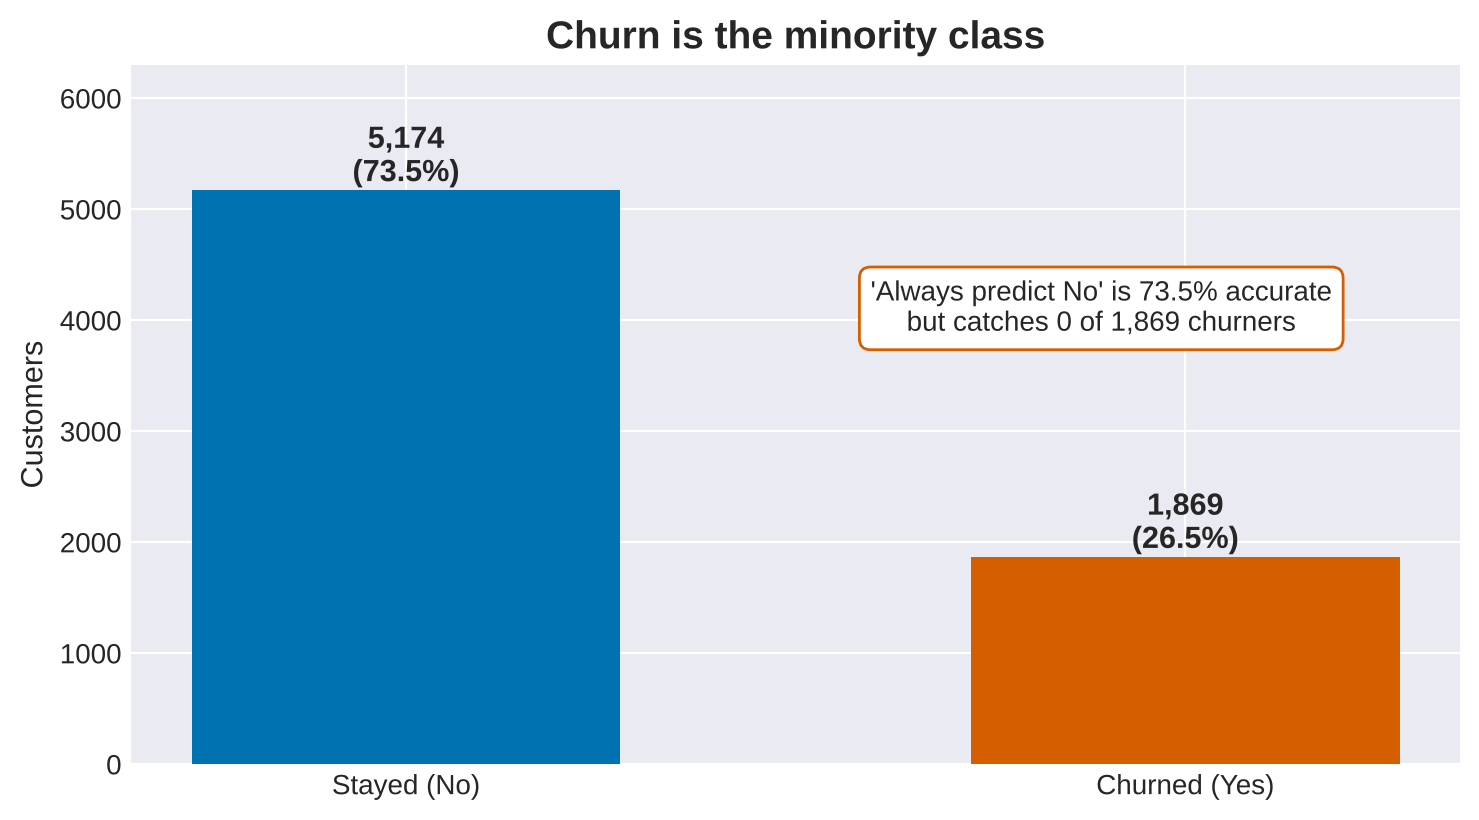 Churn is the minority class
6000
5000
4000
3000
2000
1000
0
Customers
5,174
(73.5%)
'Always predict No' is 73.5% accurate
but catches 0 of 1,869 churners
1,869
(26.5%)
Stayed (No)
Churned (Yes)